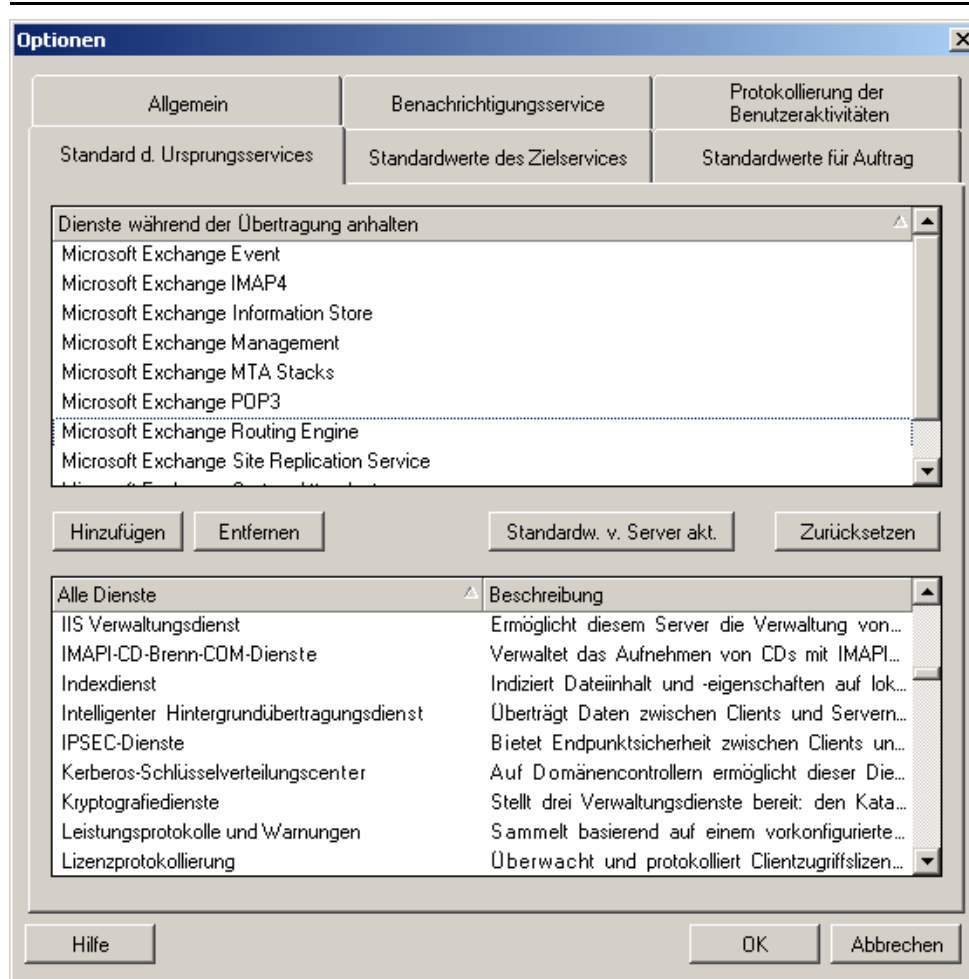 Optionen
Allgemein
Benachrichtigungsservice
Protokollierung der
Benutzeraktivitäten
Standard d. Ursprungsservices
Standardwerte des Zielservices
Standardwerte für Auftrag
Dienste während der Übertragung anhalten
Microsoft Exchange Event
Microsoft Exchange IMAP4
Microsoft Exchange Information Store
Microsoft Exchange Management
Microsoft Exchange MTA Stacks
Microsoft Exchange POP3
Microsoft Exchange Routing Engine
Microsoft Exchange Site Replication Service
Hinzufügen Entfernen Standardw. v. Server akt. Zurücksetzen
Alle Dienste Beschreibung
IIS Verwaltungsdienst Ermöglicht diesem Server die Verwaltung von...
IMAPI-CD-Brenn-COM-Dienste Verwaltet das Aufnehmen von CDs mit IMAPI...
Indexdienst Indiziert Dateiinhalt und -eigenschaften auf lok...
Intelligenter Hintergrundübertragungsdienst Überträgt Daten zwischen Clients und Servern...
IPSEC-Dienste Bietet Endpunktsicherheit zwischen Clients un...
Kerberos-Schlüsselverteilungscenter Auf Domänencontrollern ermöglicht dieser Die...
Kryptografiedienste Stellt drei Verwaltungsdienste bereit: den Kata...
Leistungsprotokolle und Warnungen Sammelt basierend auf einem vorkonfigurierte...
Lizenzprotokollierung Überwacht und protokolliert Clientzugriffslizen...
Hilfe OK Abbrechen